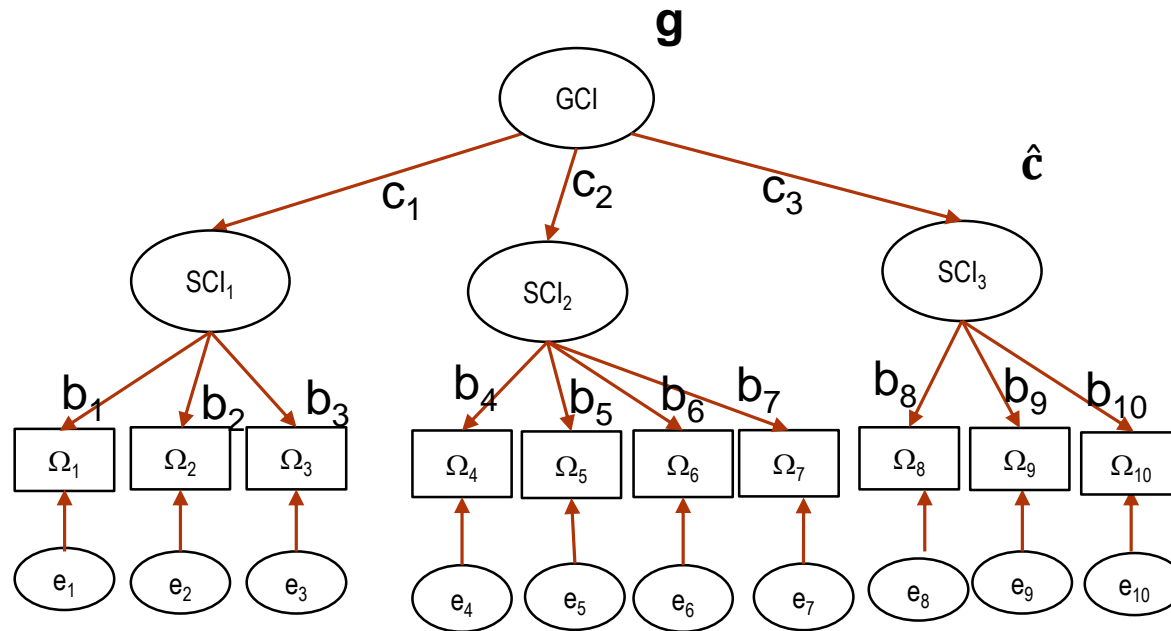 g
GCI
ĉ
c₁ c₂ c₃
SCI₁ SCI₂ SCI₃
b₁ b₂ b₃ b₄ b₅ b₆ b₇ b₈ b₉ b₁₀
Ω₁ Ω₂ Ω₃ Ω₄ Ω₅ Ω₆ Ω₇ Ω₈ Ω₉ Ω₁₀
e₁ e₂ e₃ e₄ e₅ e₆ e₇ e₈ e₉ e₁₀